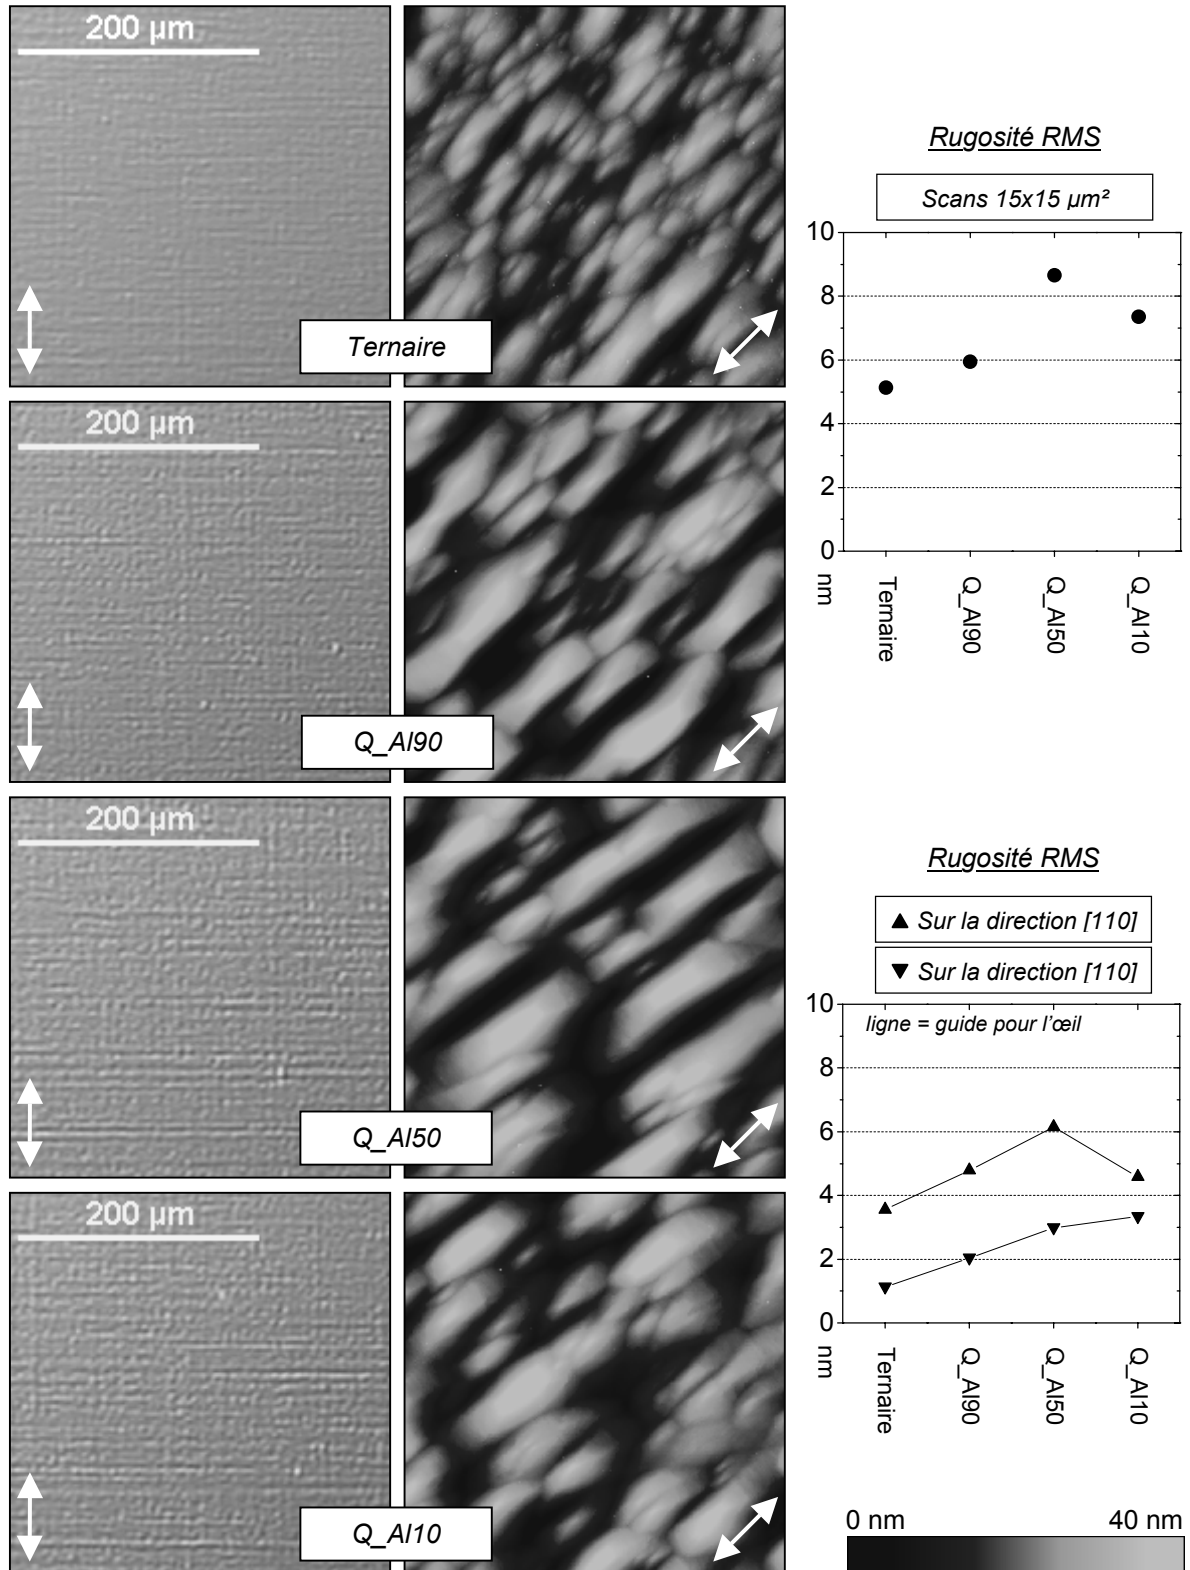 200 µm
Ternaire
200 µm
Q_Al90
200 µm
Q_Al50
200 µm
Q_Al10
Rugosité RMS
Scans 15x15 µm²
10
8
6
4
2
0
nm
Ternaire
Q_Al90
Q_Al50
Q_Al10
Rugosité RMS
▲ Sur la direction [110]
▼ Sur la direction [110]
10
ligne = guide pour l'œil
8
6
4
2
0
nm
Ternaire
Q_Al90
Q_Al50
Q_Al10
0 nm 40 nm